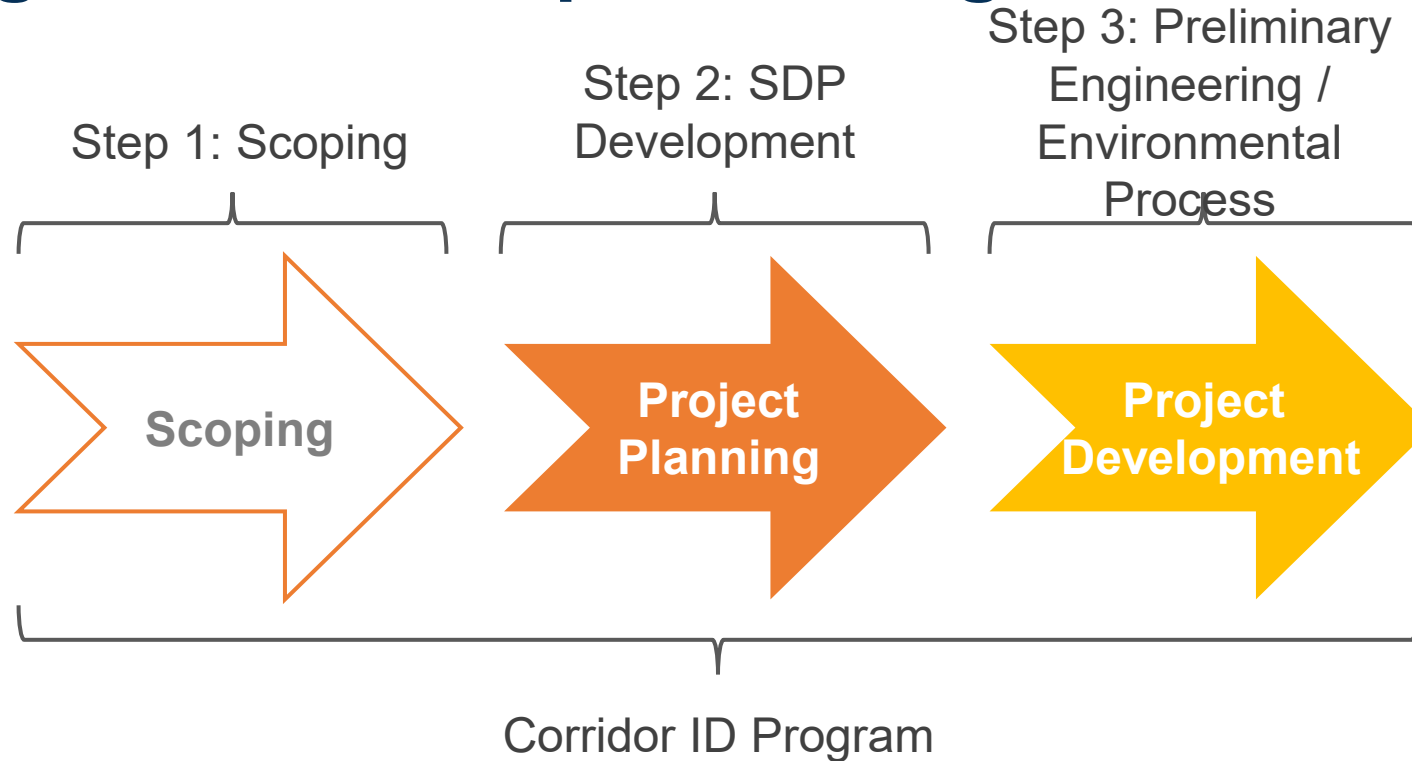 Step 1: Scoping
Step 2: SDP
Development
Step 3: Preliminary
Engineering /
Environmental
Process
Scoping
Project
Planning
Project
Development
Corridor ID Program